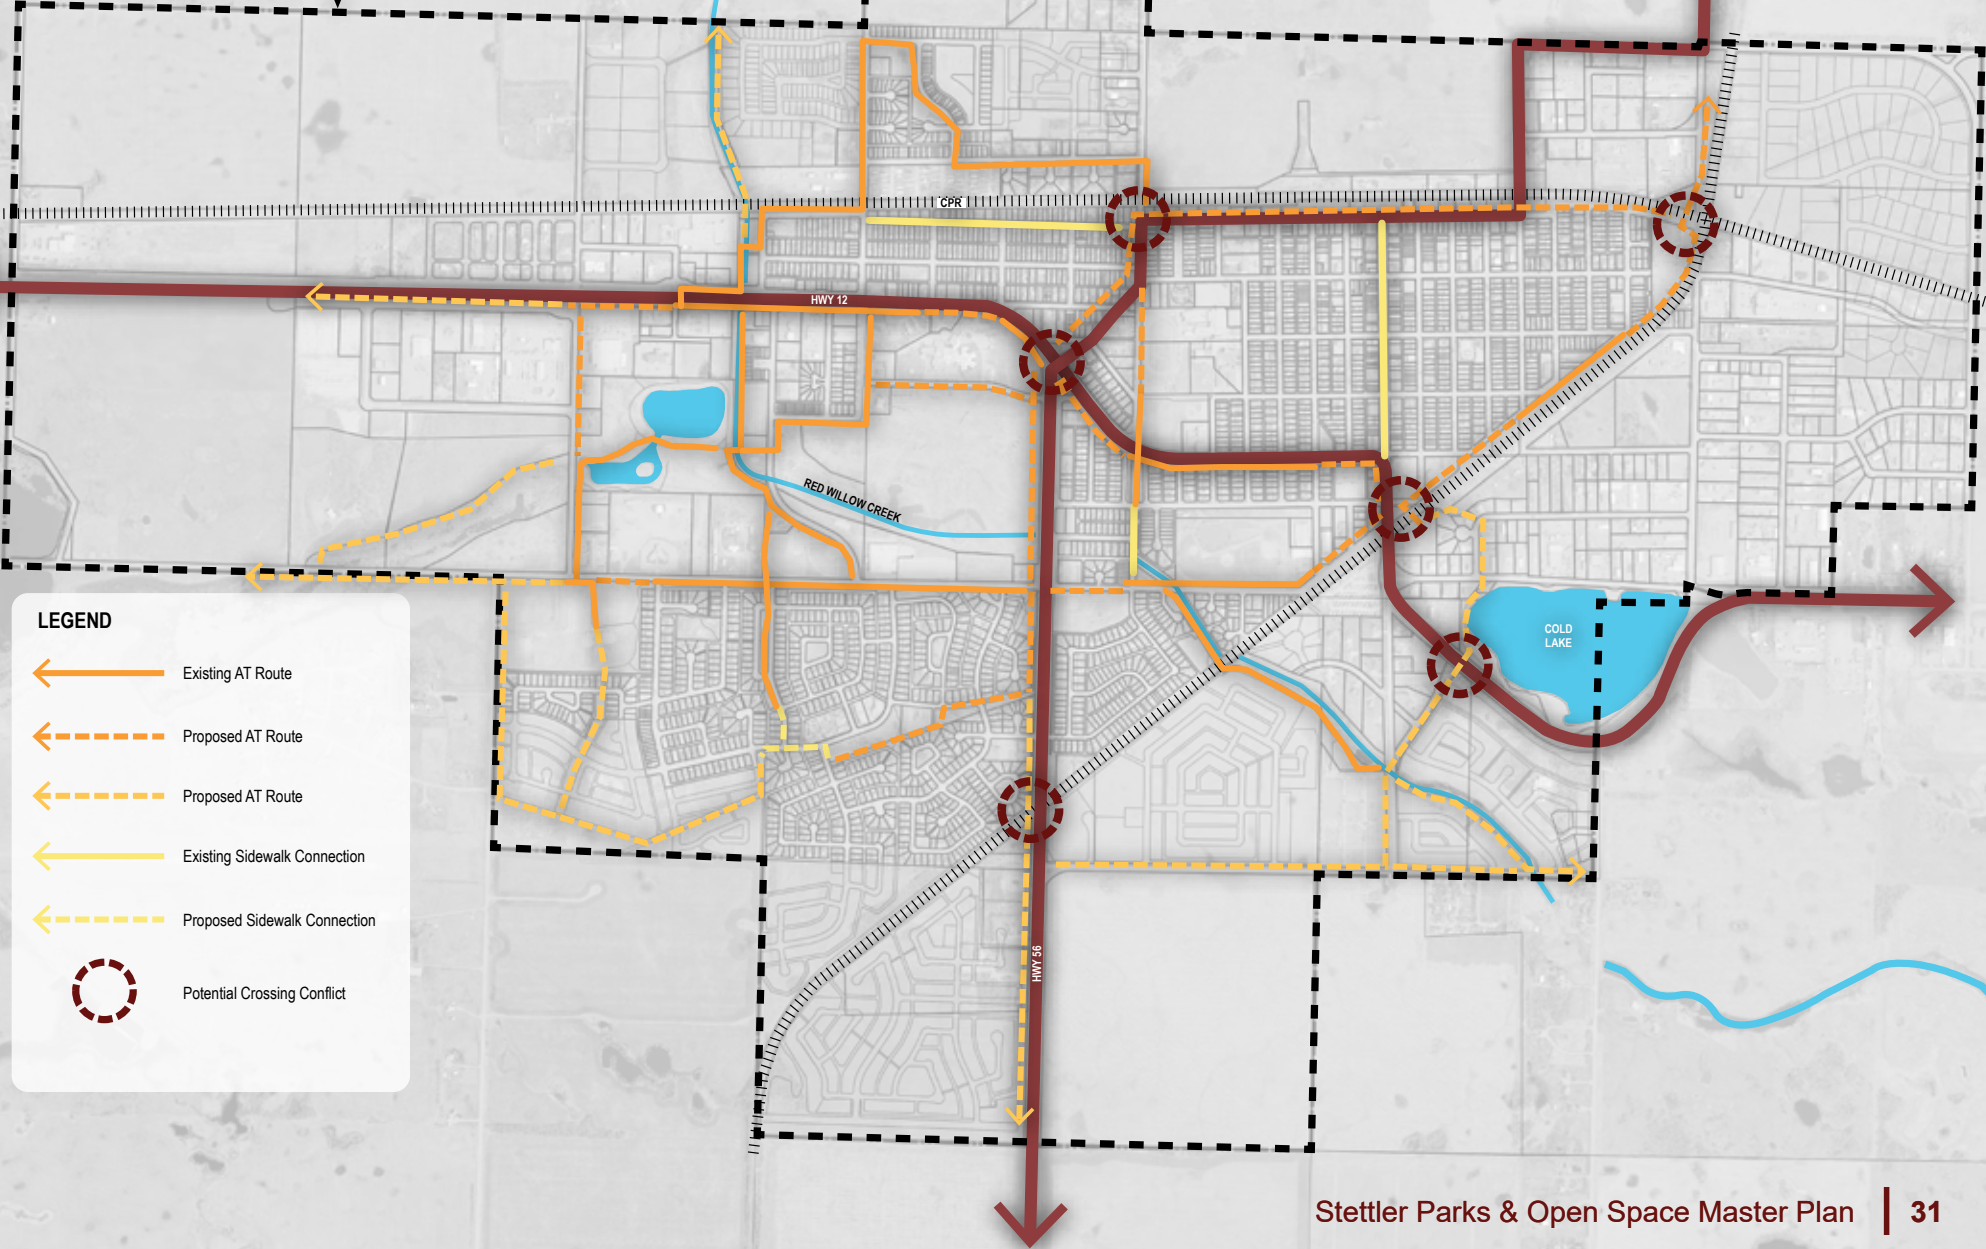 CPR
HWY 12
RED WILLOW CREEK
COLD
LAKE
LEGEND
Existing AT Route
Proposed AT Route
Proposed AT Route
Existing Sidewalk Connection
Proposed Sidewalk Connection
Potential Crossing Conflict
HWY 56
Stettler Parks & Open Space Master Plan 31